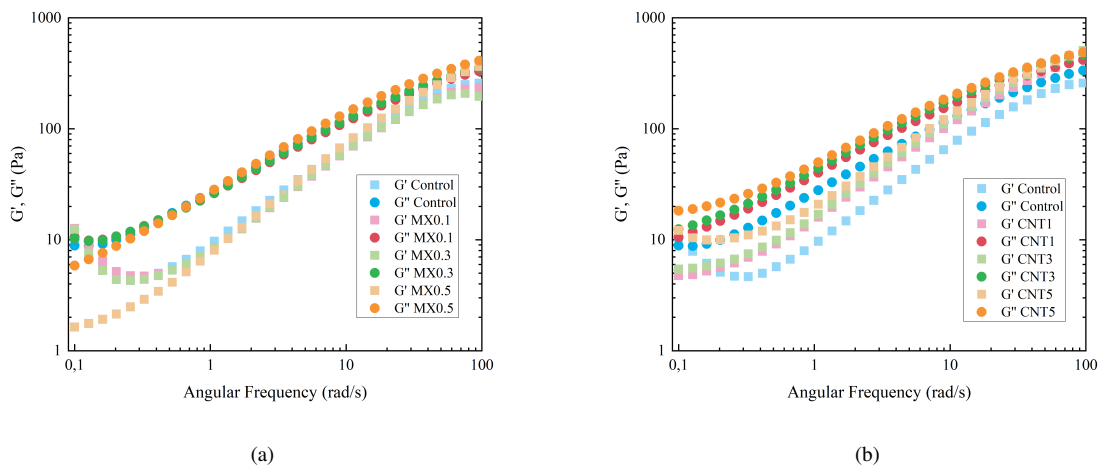 1000
100
10
1
G', G'' (Pa)
0,1
1
10
100
Angular Frequency (rad/s)
G' Control
G'' Control
G' MX0.1
G'' MX0.1
G' MX0.3
G'' MX0.3
G' MX0.5
G'' MX0.5
(a)
1000
100
10
1
G', G'' (Pa)
0,1
1
10
100
Angular Frequency (rad/s)
G' Control
G'' Control
G' CNT1
G'' CNT1
G' CNT3
G'' CNT3
G' CNT5
G'' CNT5
(b)